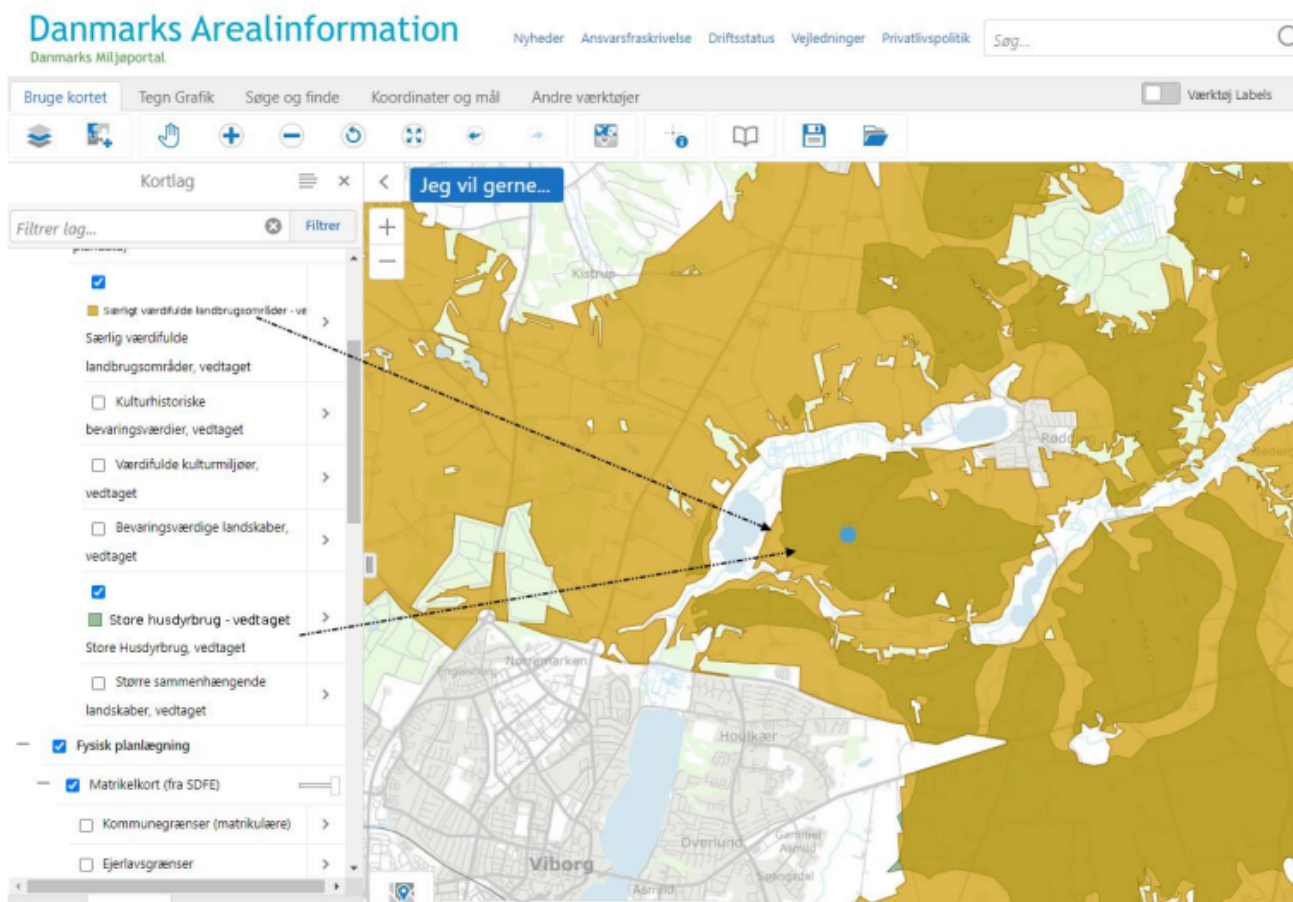 Danmarks Arealinformation
Danmarks Miljøportal
Nyheder Ansvarsfraskrivelse Driftsstatus Vejledninger Privatlivspolitik
Søg...
Bruge kortet Tegn Grafik Søge og finde Koordinater og mål Andre værktøjer
Værktøj Labels
Kortlag
Jeg vil gerne...
Filtrer lag...
Filtrer
Særligt værdifulde landbrugsområder - ve
Særlig værdifulde
landbrugsområder, vedtaget
Kulturhistoriske
bevaringsværdier, vedtaget
Værdifulde kulturmiljøer,
vedtaget
Bevaringsværdige landskaber,
vedtaget
Store husdyrbrug - vedtaget
Store Husdyrbrug, vedtaget
Større sammenhængende
landskaber, vedtaget
Fysisk planlægning
Matrikelkort (fra SDFE)
Kommunegrænser (matrikulære)
Ejerlavsgrænser
Kistrup
Nørremarken
Houlkær
Overlund
Gammel
Asmild
Viborg
Asmild